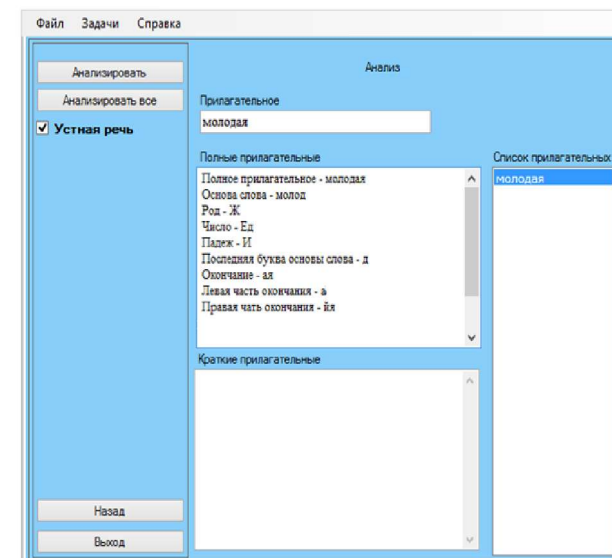 Файл Задачи Справка
Анализировать
Анализировать все
Устная речь
Анализ
Прилагательное
молодая
Полные прилагательные
Полное прилагательное - молодая
Основа слова - молод
Род - Ж
Число - Ед
Падеж - И
Последняя буква основы слова - д
Окончание - ая
Левая часть окончания - а
Правая чать окончания - йя
Краткие прилагательные
Список прилагательных
молодая
Назад
Выход